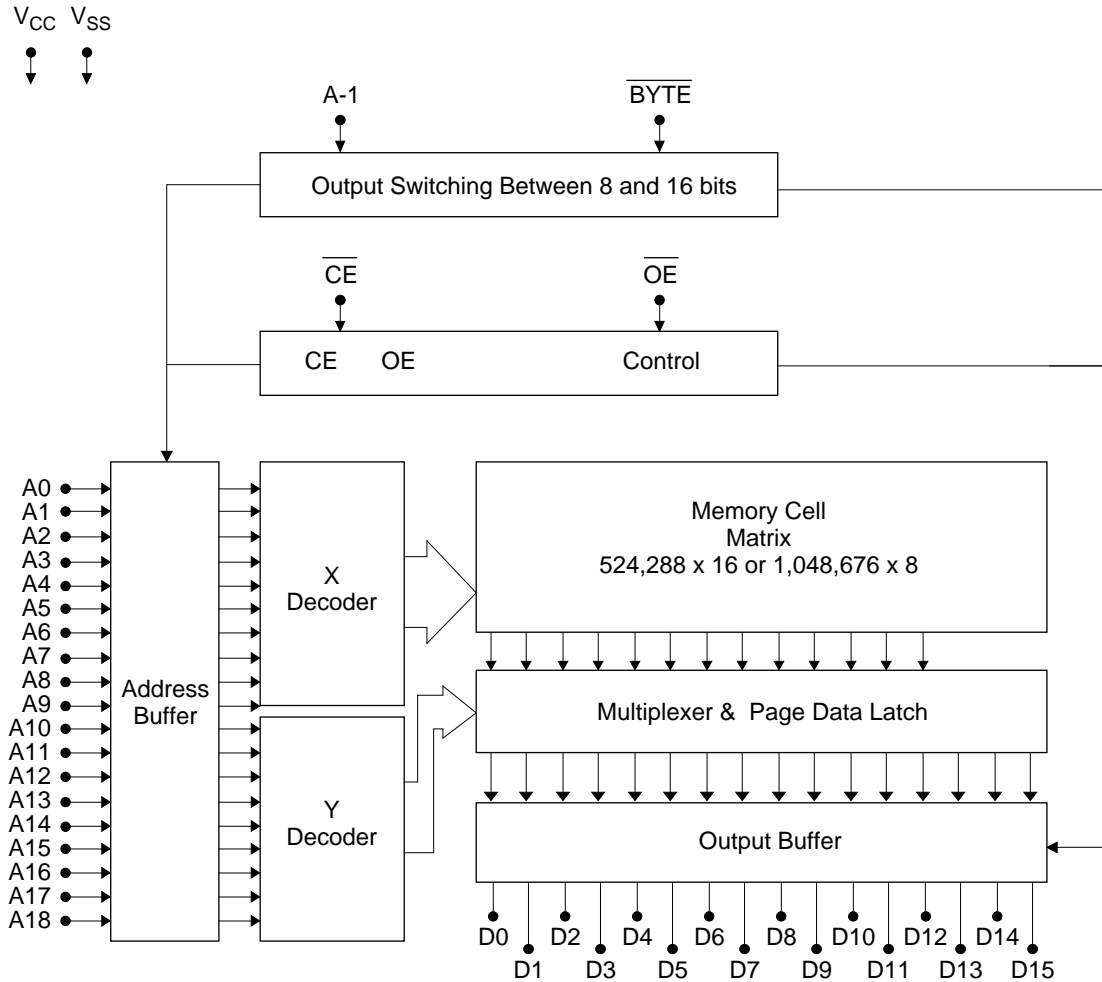 VCC VSS
A-1 BYTE
Output Switching Between 8 and 16 bits
CE OE
CE OE Control
A0
A1
A2
A3
A4
A5
A6
A7
A8
A9
A10
A11
A12
A13
A14
A15
A16
A17
A18
Address
Buffer
X
Decoder
Y
Decoder
Memory Cell
Matrix
524,288 x 16 or 1,048,676 x 8
Multiplexer & Page Data Latch
Output Buffer
D0 D2 D4 D6 D8 D10 D12 D14
D1 D3 D5 D7 D9 D11 D13 D15